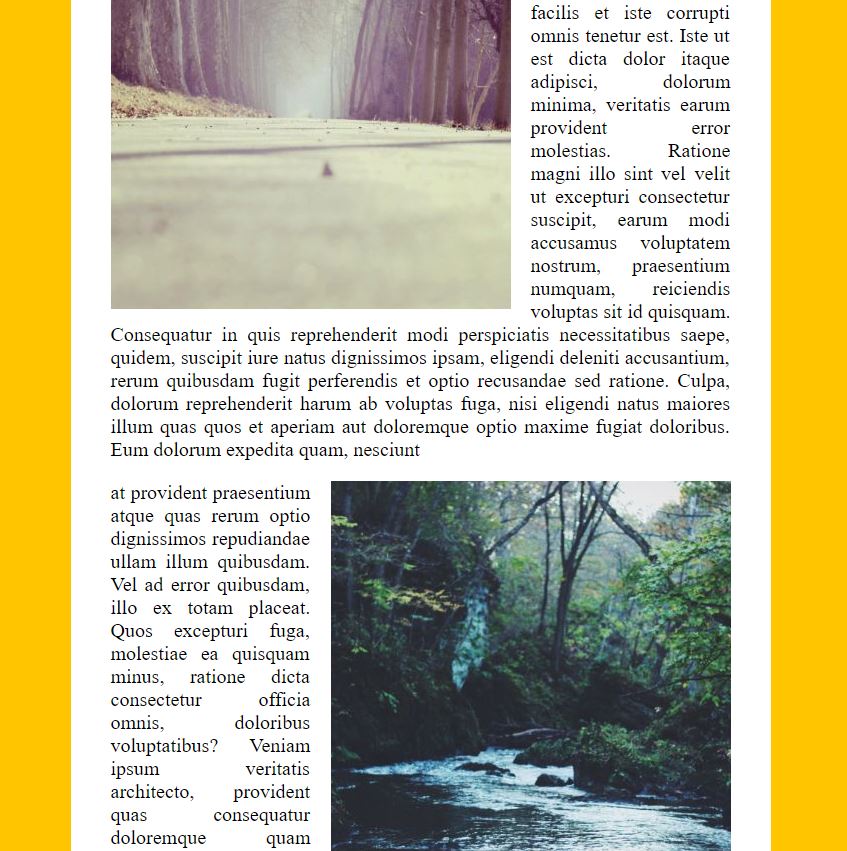 facilis et iste corrupti
omnis tenetur est. Iste ut
est dicta dolor itaque
adipisci, dolorum
minima, veritatis earum
provident error
molestias. Ratione
magni illo sint vel velit
ut excepturi consectetur
suscipit, earum modi
accusamus voluptatem
nostrum, praesentium
numquam, reiciendis
voluptas sit id quisquam.
Consequatur in quis reprehenderit modi perspiciatis necessitatibus saepe,
quidem, suscipit iure natus dignissimos ipsam, eligendi deleniti accusantium,
rerum quibusdam fugit perferendis et optio recusandae sed ratione. Culpa,
dolorum reprehenderit harum ab voluptas fuga, nisi eligendi natus maiores
illum quas quos et aperiam aut doloremque optio maxime fugiat doloribus.
Eum dolorum expedita quam, nesciunt
at provident praesentium
atque quas rerum optio
dignissimos repudiandae
ullam illum quibusdam.
Vel ad error quibusdam,
illo ex totam placeat.
Quos excepturi fuga,
molestiae ea quisquam
minus, ratione dicta
consectetur officia
omnis, doloribus
voluptatibus? Veniam
ipsum veritatis
architecto, provident
quas consequatur
doloremque quam